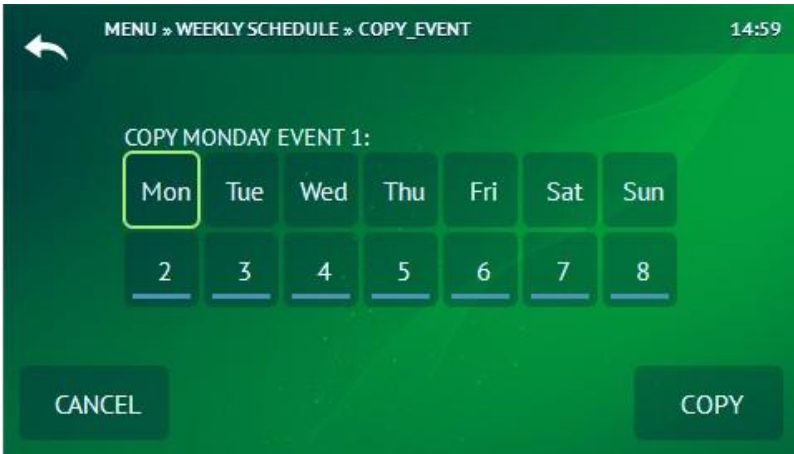 MENU » WEEKLY SCHEDULE » COPY_EVENT 14:59
COPY MONDAY EVENT 1:
Mon Tue Wed Thu Fri Sat Sun
2 3 4 5 6 7 8
CANCEL COPY